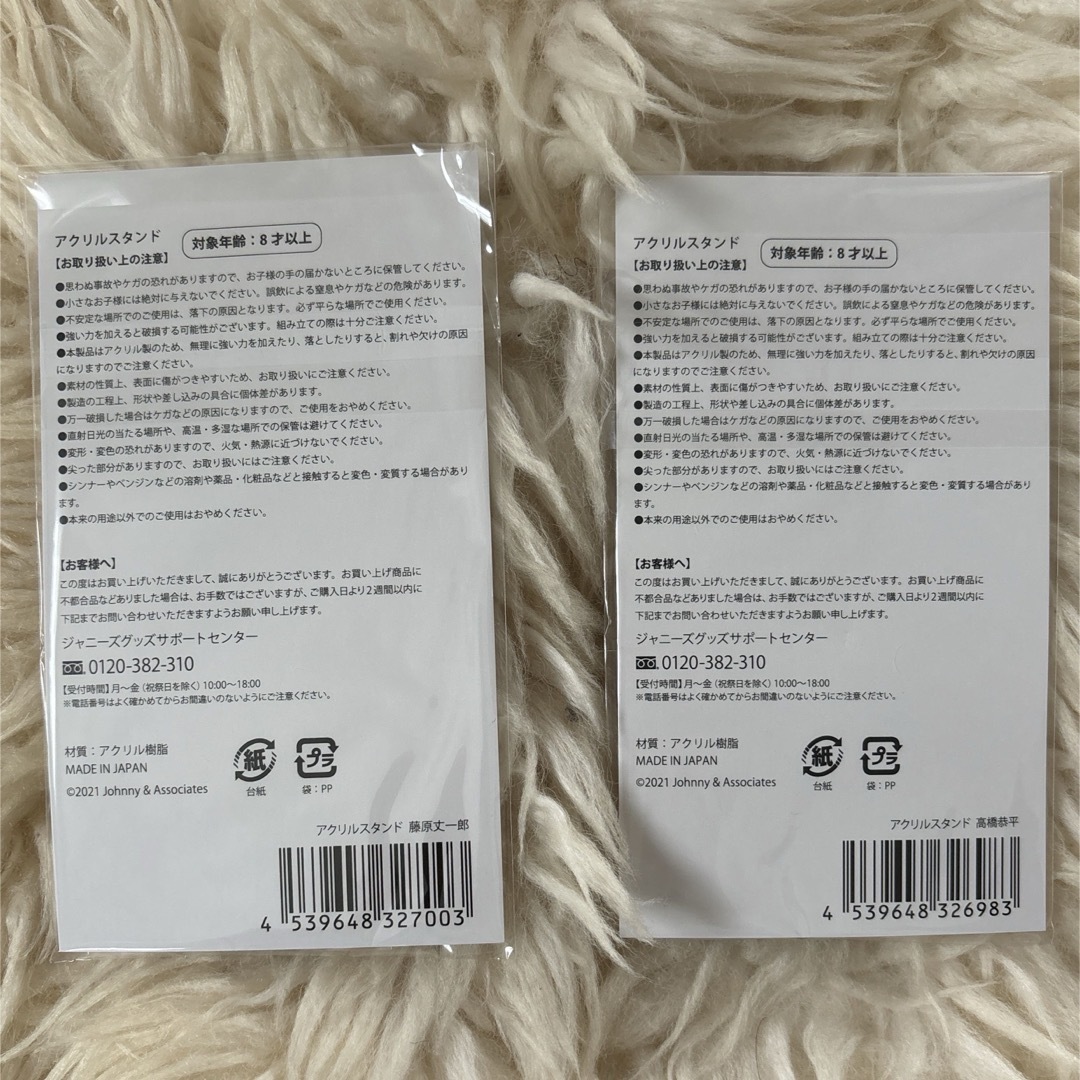 アクリルスタンド 対象年齢：8才以上
【お取り扱い上の注意】
●思わぬ事故やケガの恐れがありますので、お子様の手の届かないところに保管してください。
●小さなお子様には絶対に与えないでください。誤飲による窒息やケガなどの危険があります。
●不安定な場所でのご使用は、落下の原因となります。必ず平らな場所でご使用ください。
●強い力を加えると破損する可能性がございます。組み立ての際は十分ご注意ください。
●本製品はアクリル製のため、無理に強い力を加えたり、落としたりすると、割れや欠けの原因
になりますのでご注意ください。
●素材の性質上、表面に傷がつきやすいため、お取り扱いにご注意ください。
●製造の工程上、形状や差し込みの具合に個体差があります。
●万一破損した場合はケガなどの原因になりますので、ご使用をおやめください。
●直射日光の当たる場所や、高温・多湿な場所での保管は避けてください。
●変形・変色の恐れがありますので、火気・熱源に近づけないでください。
●尖った部分がありますので、お取り扱いにはご注意ください。
●シンナーやベンジンなどの溶剤や薬品・化粧品などと接触すると変色・変質する場合があり
ます。
●本来の用途以外でのご使用はおやめください。
【お客様へ】
この度はお買い上げいただきまして、誠にありがとうございます。お買い上げ商品に
不都合品などありました場合は、お手数ではございますが、ご購入日より2週間以内に
下記までお問い合わせいただきますようお願い申し上げます。
ジャニーズグッズサポートセンター
0120-382-310
【受付時間】月〜金（祝祭日を除く）10:00〜18:00
※電話番号はよく確かめてからお間違いのないようにご注意ください。
材質：アクリル樹脂
MADE IN JAPAN
©2021 Johnny & Associates
紙
台紙
プラ
袋：PP
アクリルスタンド 藤原丈一郎
4 539648 327003
アクリルスタンド 対象年齢：8才以上
【お取り扱い上の注意】
●思わぬ事故やケガの恐れがありますので、お子様の手の届かないところに保管してください。
●小さなお子様には絶対に与えないでください。誤飲による窒息やケガなどの危険があります。
●不安定な場所でのご使用は、落下の原因となります。必ず平らな場所でご使用ください。
●強い力を加えると破損する可能性がございます。組み立ての際は十分ご注意ください。
●本製品はアクリル製のため、無理に強い力を加えたり、落としたりすると、割れや欠けの原因
になりますのでご注意ください。
●素材の性質上、表面に傷がつきやすいため、お取り扱いにご注意ください。
●製造の工程上、形状や差し込みの具合に個体差があります。
●万一破損した場合はケガなどの原因になりますので、ご使用をおやめください。
●直射日光の当たる場所や、高温・多湿な場所での保管は避けてください。
●変形・変色の恐れがありますので、火気・熱源に近づけないでください。
●尖った部分がありますので、お取り扱いにはご注意ください。
●シンナーやベンジンなどの溶剤や薬品・化粧品などと接触すると変色・変質する場合があり
ます。
●本来の用途以外でのご使用はおやめください。
【お客様へ】
この度はお買い上げいただきまして、誠にありがとうございます。お買い上げ商品に
不都合品などありました場合は、お手数ではございますが、ご購入日より2週間以内に
下記までお問い合わせいただきますようお願い申し上げます。
ジャニーズグッズサポートセンター
0120-382-310
【受付時間】月〜金（祝祭日を除く）10:00〜18:00
※電話番号はよく確かめてからお間違いのないようにご注意ください。
材質：アクリル樹脂
MADE IN JAPAN
©2021 Johnny & Associates
紙
台紙
プラ
袋：PP
アクリルスタンド 髙橋恭平
4 539648 326983